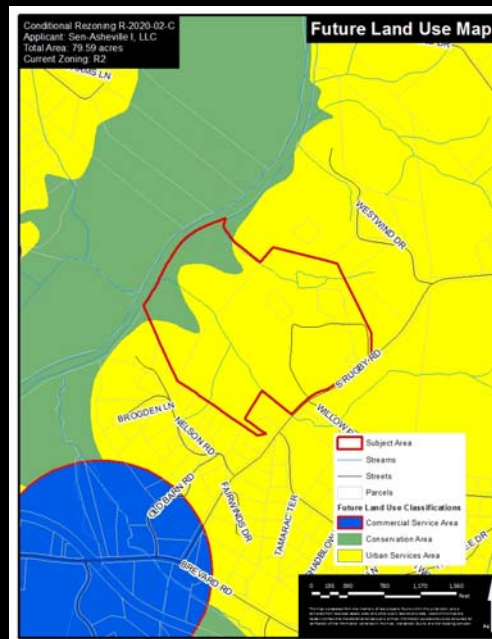 Conditional Rezoning R-2020-02-C
Applicant: Sen-Asheville I, LLC
Total Area: 79.59 acres
Current Zoning: R2
Future Land Use Map
WESTWIND DR
S RUGBY RD
BROGDEN LN
NELSON RD
OLD BARN RD
FAIRWINDS DR
TAMARAC TER
BREVARD RD
Subject Area
Streams
Streets
Parcels
Future Land Use Classifications
Commercial Service Area
Conservation Area
Urban Services Area
0 195 390 780 1,170 1,560
Feet